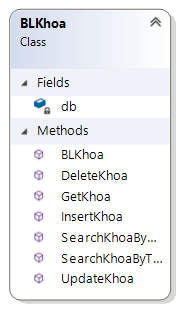 BLKhoa
Class
Fields
db
Methods
BLKhoa
DeleteKhoa
GetKhoa
InsertKhoa
SearchKhoaBy...
SearchKhoaByT...
UpdateKhoa